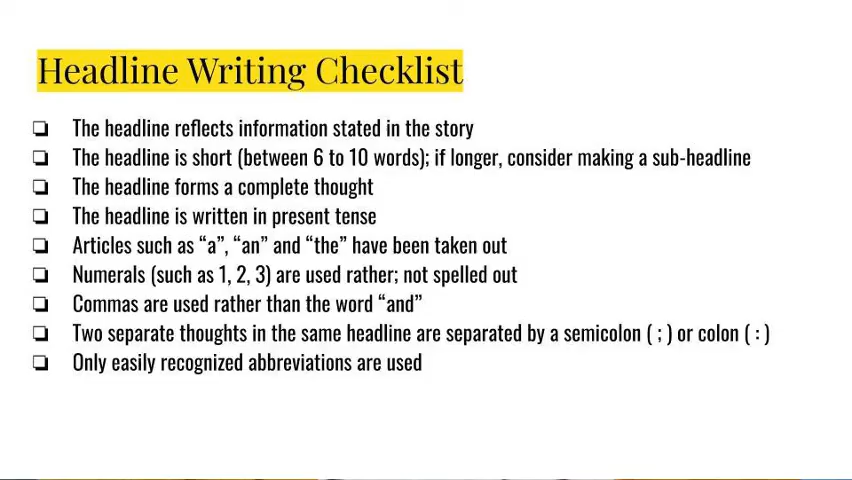 Headline Writing Checklist
❏ The headline reflects information stated in the story
❏ The headline is short (between 6 to 10 words); if longer, consider making a sub-headline
❏ The headline forms a complete thought
❏ The headline is written in present tense
❏ Articles such as “a”, “an” and “the” have been taken out
❏ Numerals (such as 1, 2, 3) are used rather; not spelled out
❏ Commas are used rather than the word “and”
❏ Two separate thoughts in the same headline are separated by a semicolon ( ; ) or colon ( : )
❏ Only easily recognized abbreviations are used